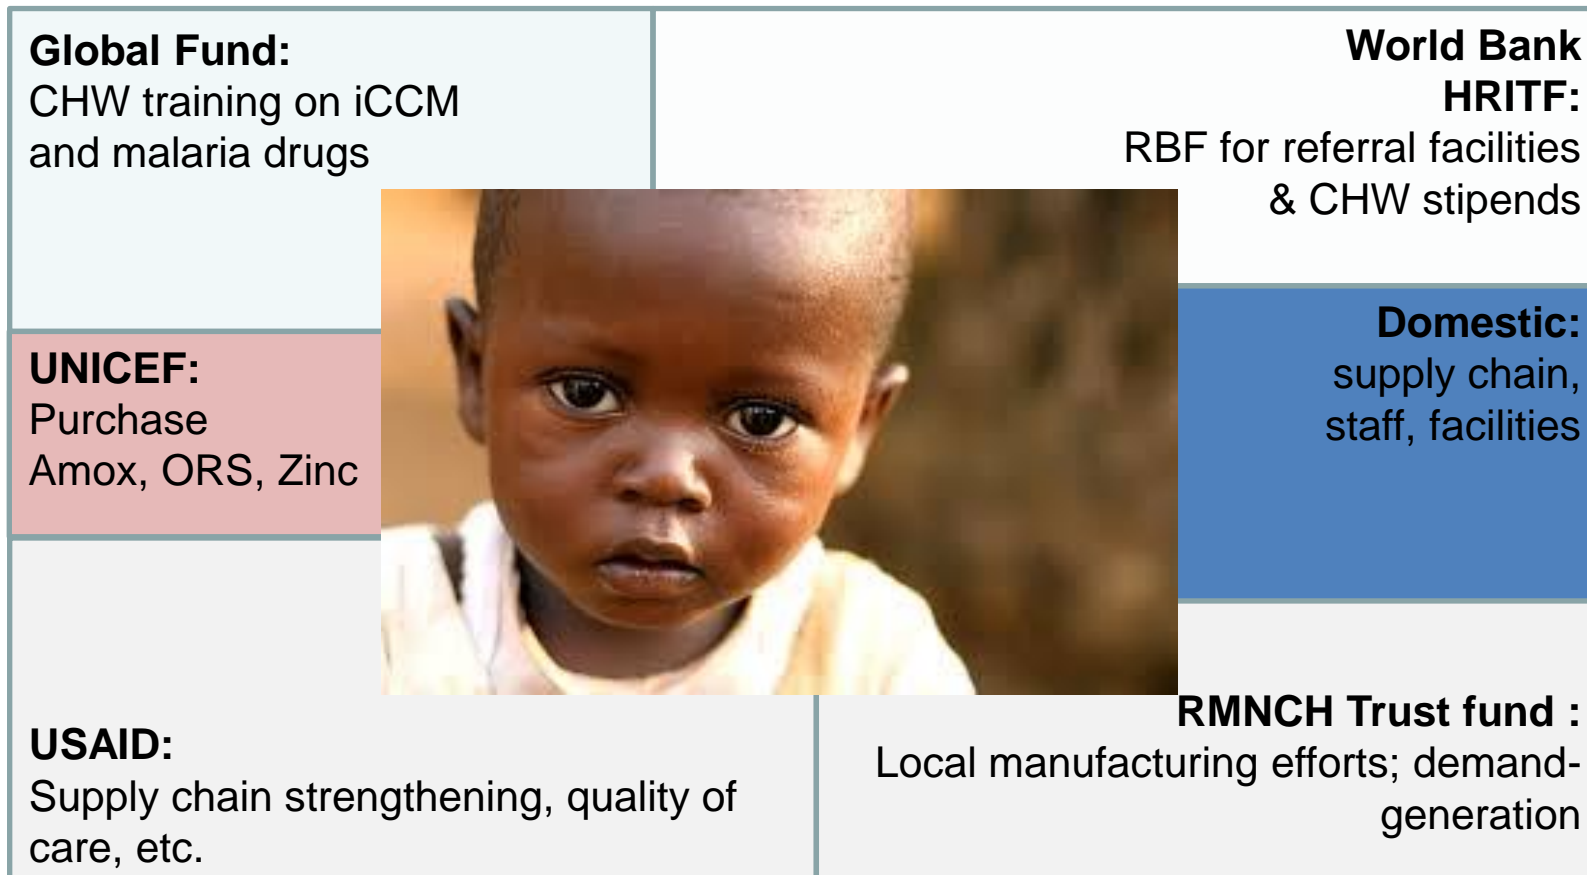 Global Fund:
CHW training on iCCM
and malaria drugs
World Bank
HRITF:
RBF for referral facilities
& CHW stipends
UNICEF:
Purchase
Amox, ORS, Zinc
Domestic:
supply chain,
staff, facilities
USAID:
Supply chain strengthening, quality of
care, etc.
RMNCH Trust fund :
Local manufacturing efforts; demand-
generation